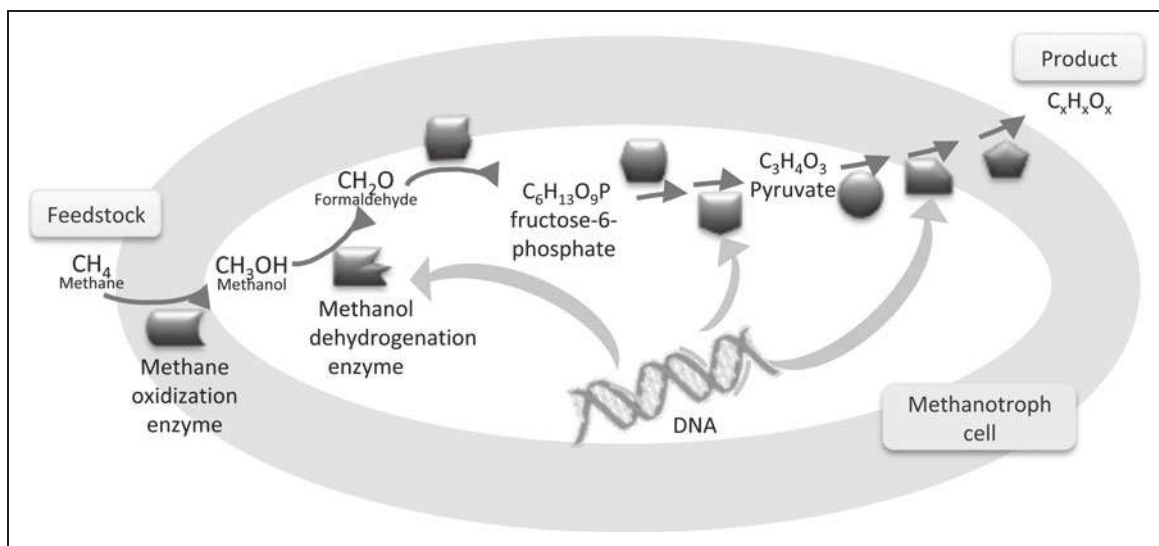 Feedstock
CH₄
Methane
Methane
oxidization
enzyme
CH₃OH
Methanol
CH₂O
Formaldehyde
Methanol
dehydrogenation
enzyme
C₆H₁₃O₉P
fructose-6-
phosphate
C₃H₄O₃
Pyruvate
Product
CₓHₓOₓ
DNA
Methanotroph
cell